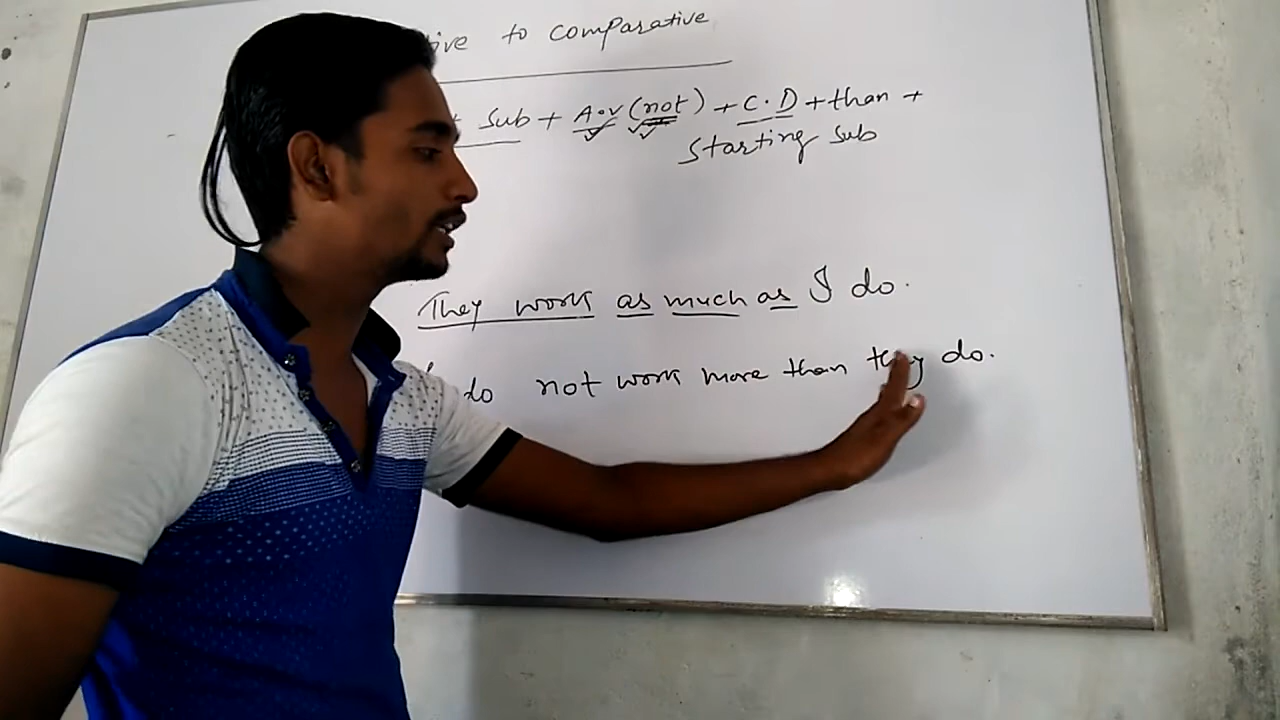 to comparative
Sub + A.V (not) + C.D + than +
Starting sub
They work as much as I do.
do not work more than they do.